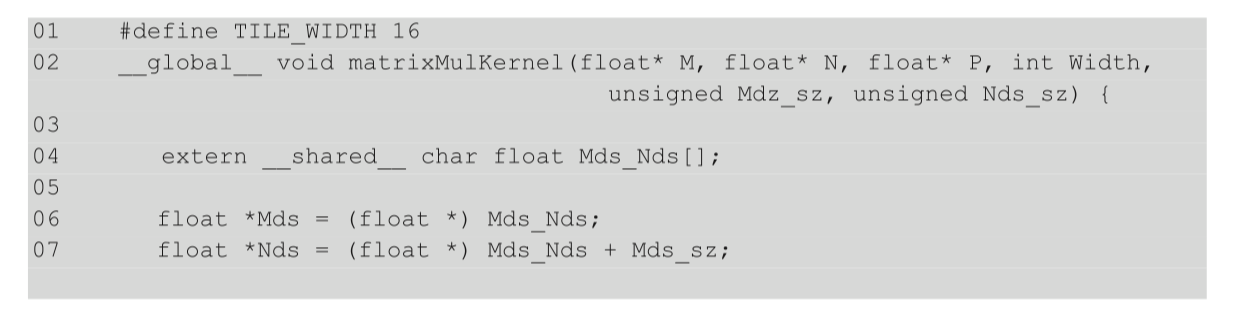 01 #define TILE_WIDTH 16
02 __global__ void matrixMulKernel(float* M, float* N, float* P, int Width,
unsigned Mdz_sz, unsigned Nds_sz) {
03
04 extern __shared__ char float Mds_Nds[];
05
06 float *Mds = (float *) Mds_Nds;
07 float *Nds = (float *) Mds_Nds + Mds_sz;